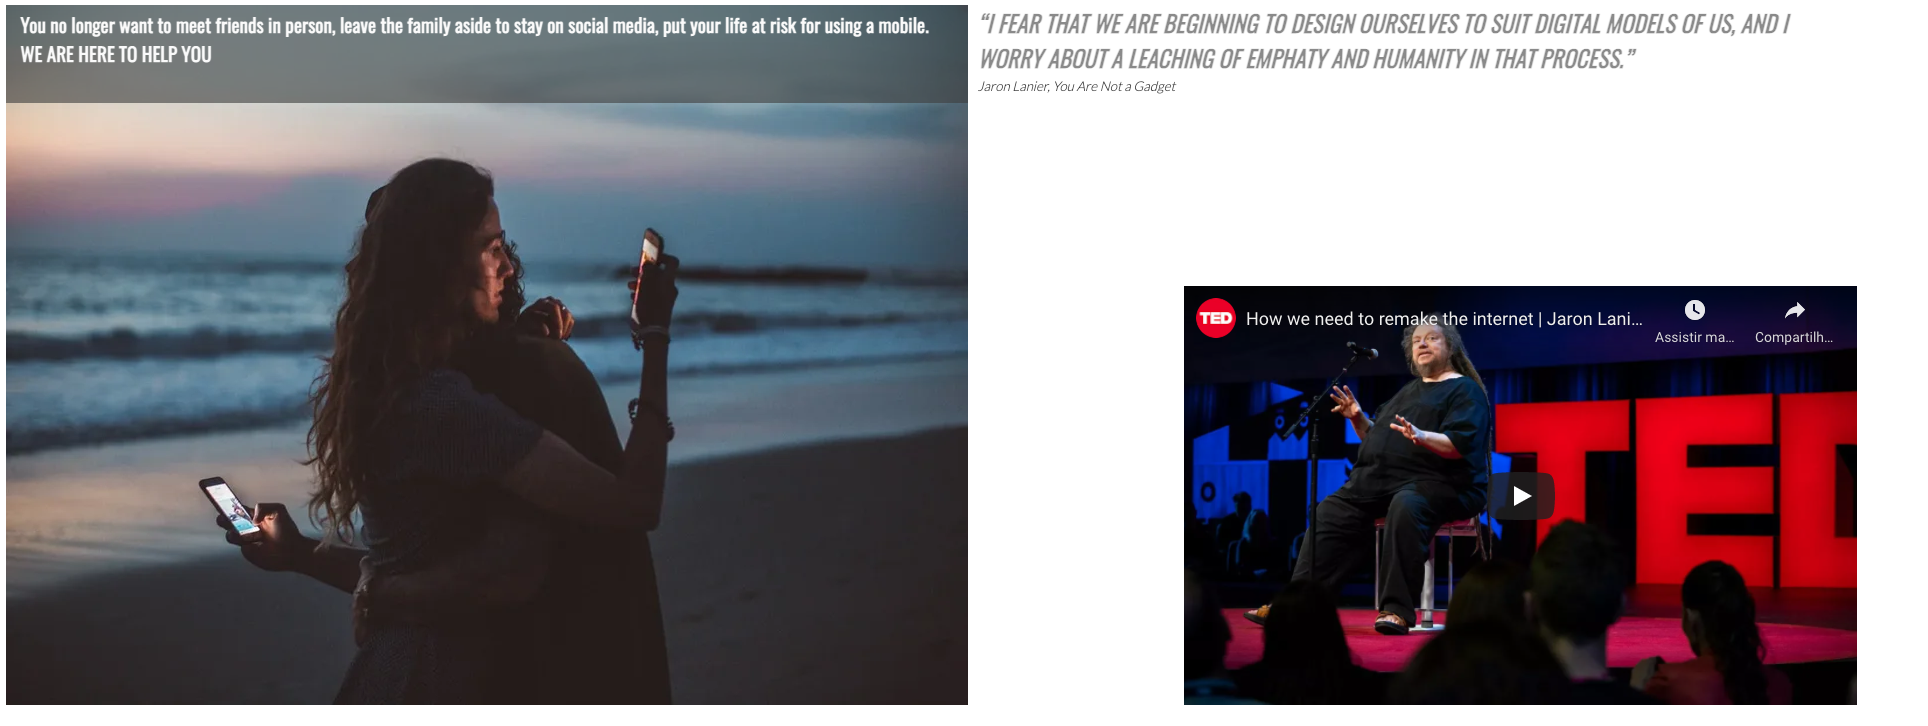 You no longer want to meet friends in person, leave the family aside to stay on social media, put your life at risk for using a mobile.
WE ARE HERE TO HELP YOU
“I FEAR THAT WE ARE BEGINNING TO DESIGN OURSELVES TO SUIT DIGITAL MODELS OF US, AND I
WORRY ABOUT A LEACHING OF EMPHATY AND HUMANITY IN THAT PROCESS.”
Jaron Lanier, You Are Not a Gadget
TED
How we need to remake the internet | Jaron Lani...
Assistir ma...
Compartilh...
TED